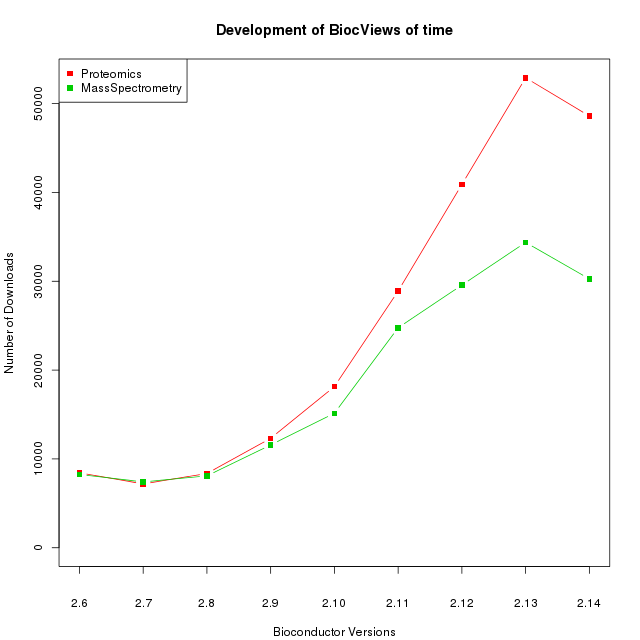 Development of BiocViews of time
Proteomics
MassSpectrometry
50000
40000
30000
20000
10000
0
Number of Downloads
2.6 2.7 2.8 2.9 2.10 2.11 2.12 2.13 2.14
Bioconductor Versions